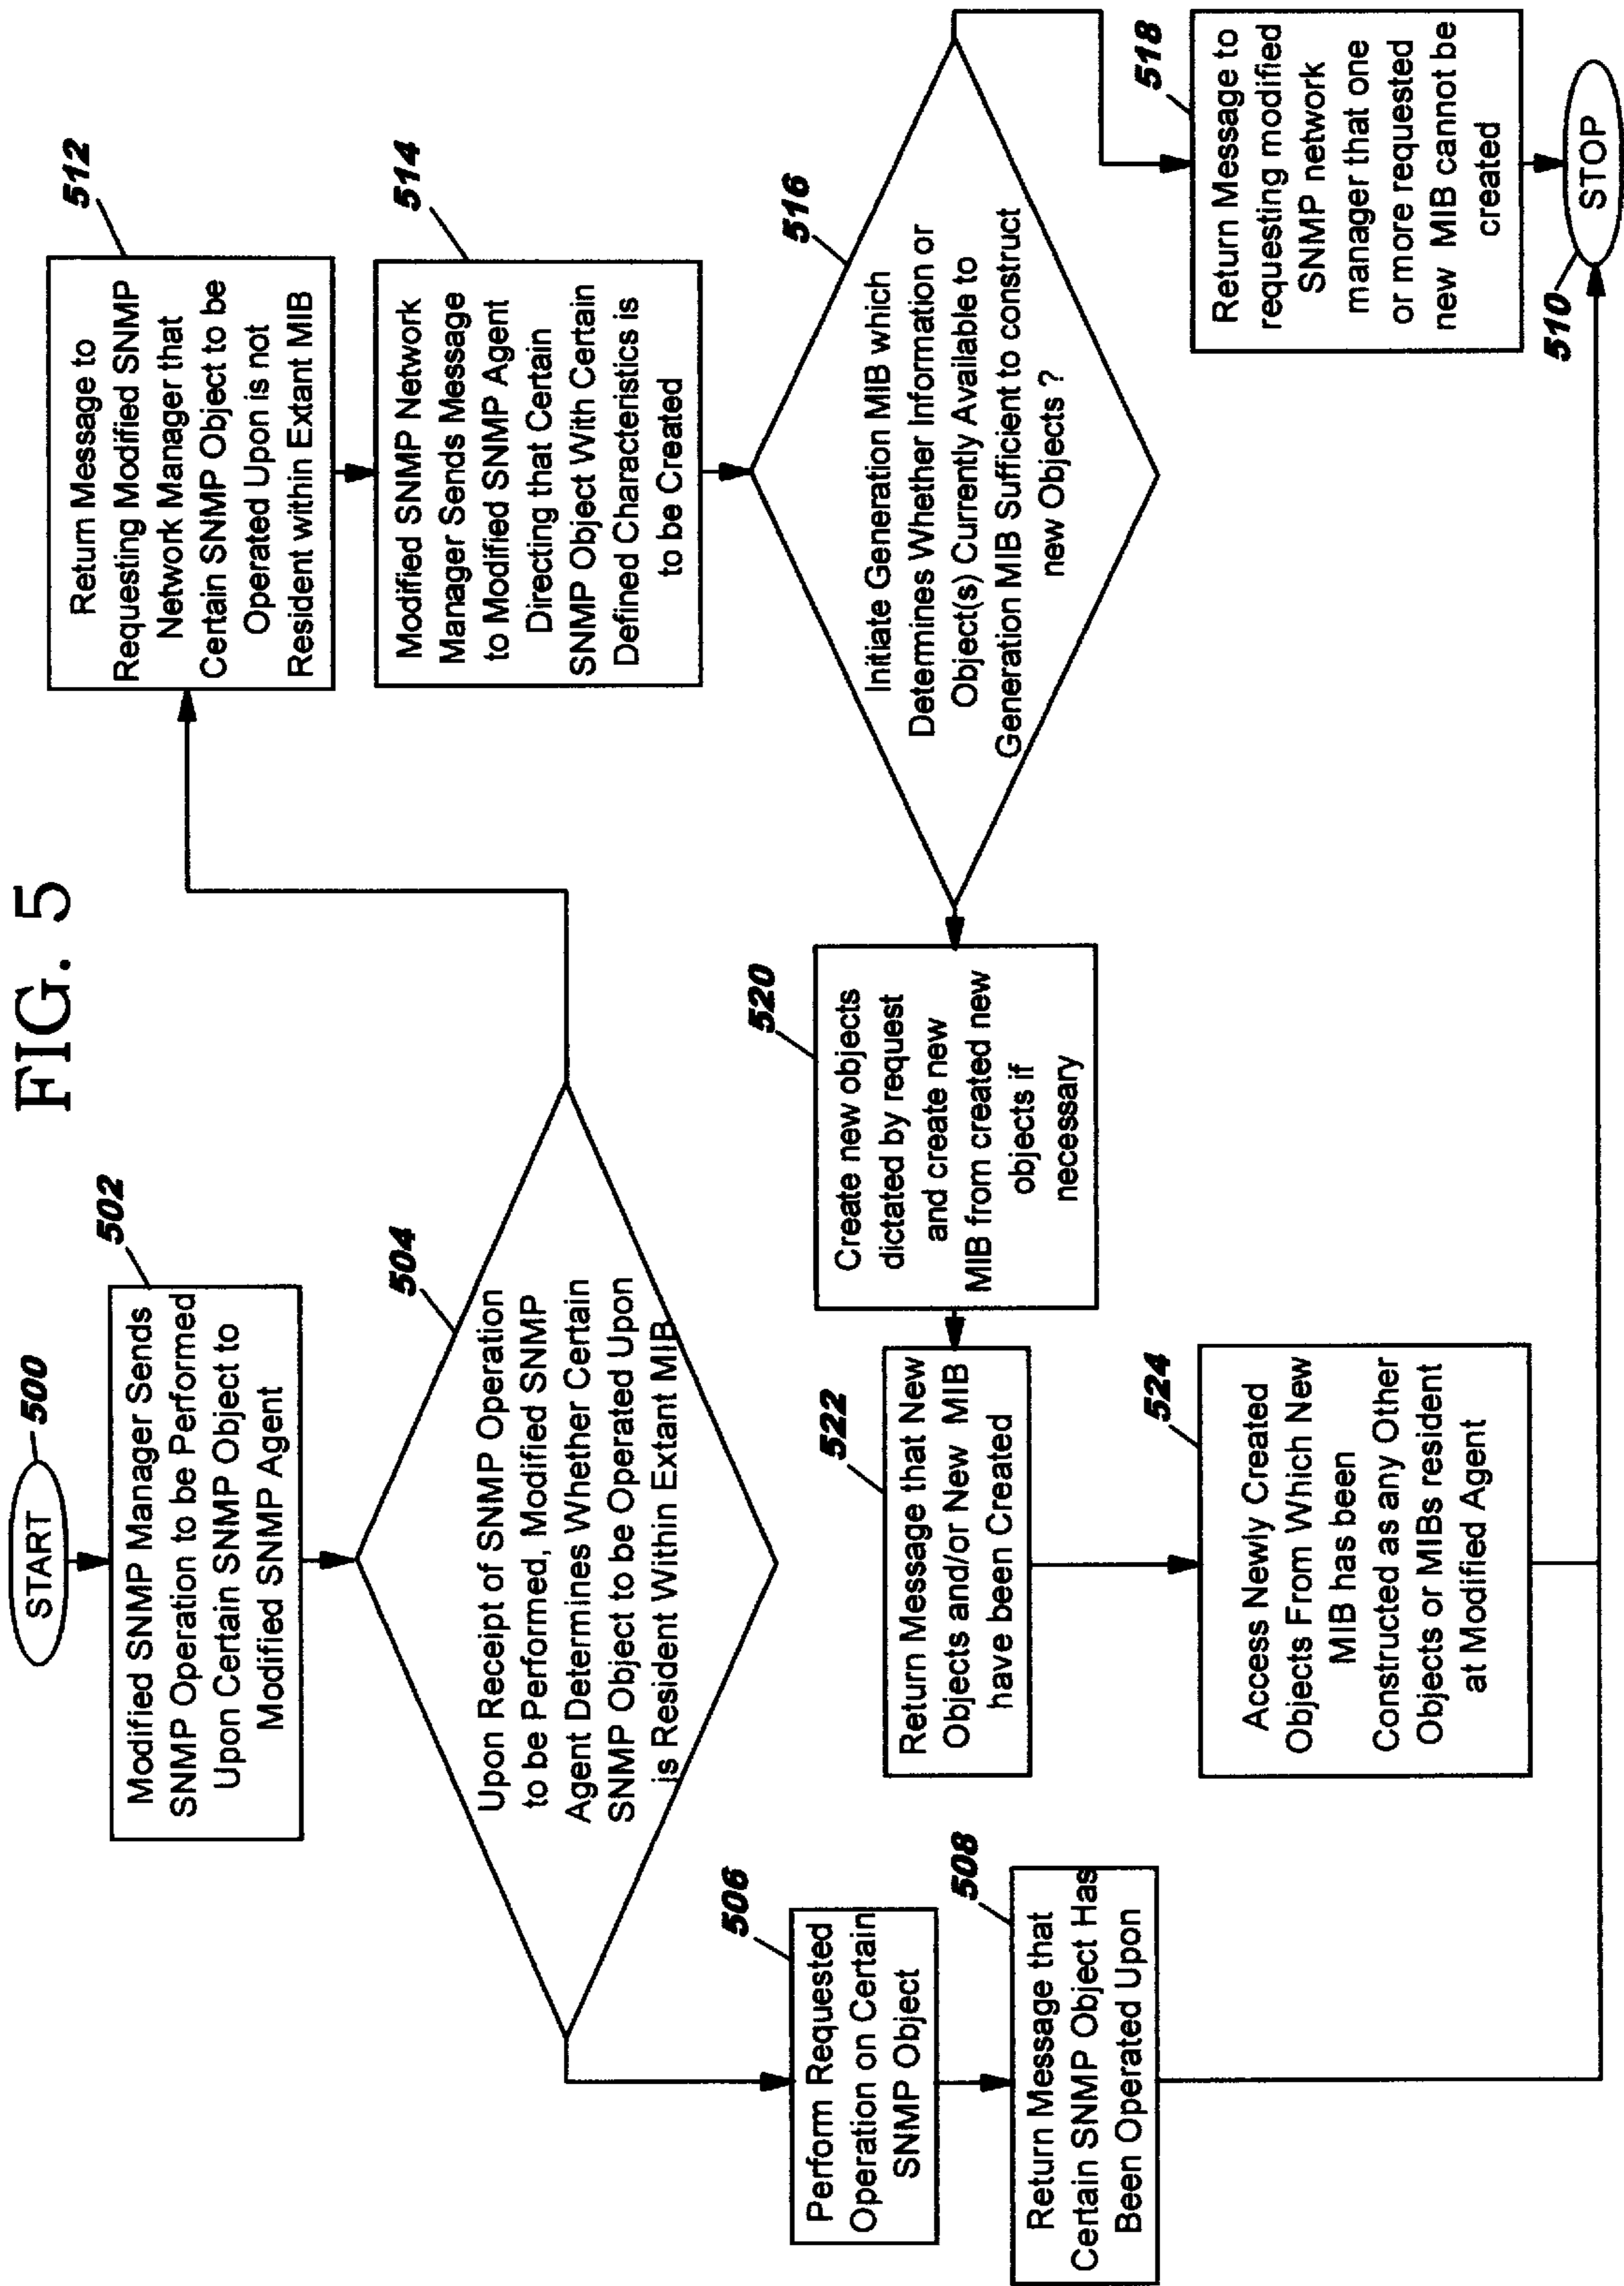 FIG. 5
START
500
502
Modified SNMP Manager Sends
SNMP Operation to be Performed
Upon Certain SNMP Object to
Modified SNMP Agent
504
Upon Receipt of SNMP Operation
to be Performed, Modified SNMP
Agent Determines Whether Certain
SNMP Object to be Operated Upon
is Resident Within Extant MIB
506
Perform Requested
Operation on Certain
SNMP Object
508
Return Message that
Certain SNMP Object Has
Been Operated Upon
512
Return Message to
Requesting Modified SNMP
Network Manager that
Certain SNMP Object to be
Operated Upon is not
Resident within Extant MIB
514
Modified SNMP Network
Manager Sends Message
to Modified SNMP Agent
Directing that Certain
SNMP Object With Certain
Defined Characteristics is
to be Created
516
Initiate Generation MIB which
Determines Whether Information or
Object(s) Currently Available to
Generation MIB Sufficient to construct
new Objects ?
518
Return Message to
requesting modified
SNMP network
manager that one
or more requested
new MIB cannot be
created
520
Create new objects
dictated by request
and create new
MIB from created new
objects if
necessary
522
Return Message that New
Objects and/or New MIB
have been Created
524
Access Newly Created
Objects From Which New
MIB has been
Constructed as any Other
Objects or MIBs resident
at Modified Agent
510
STOP